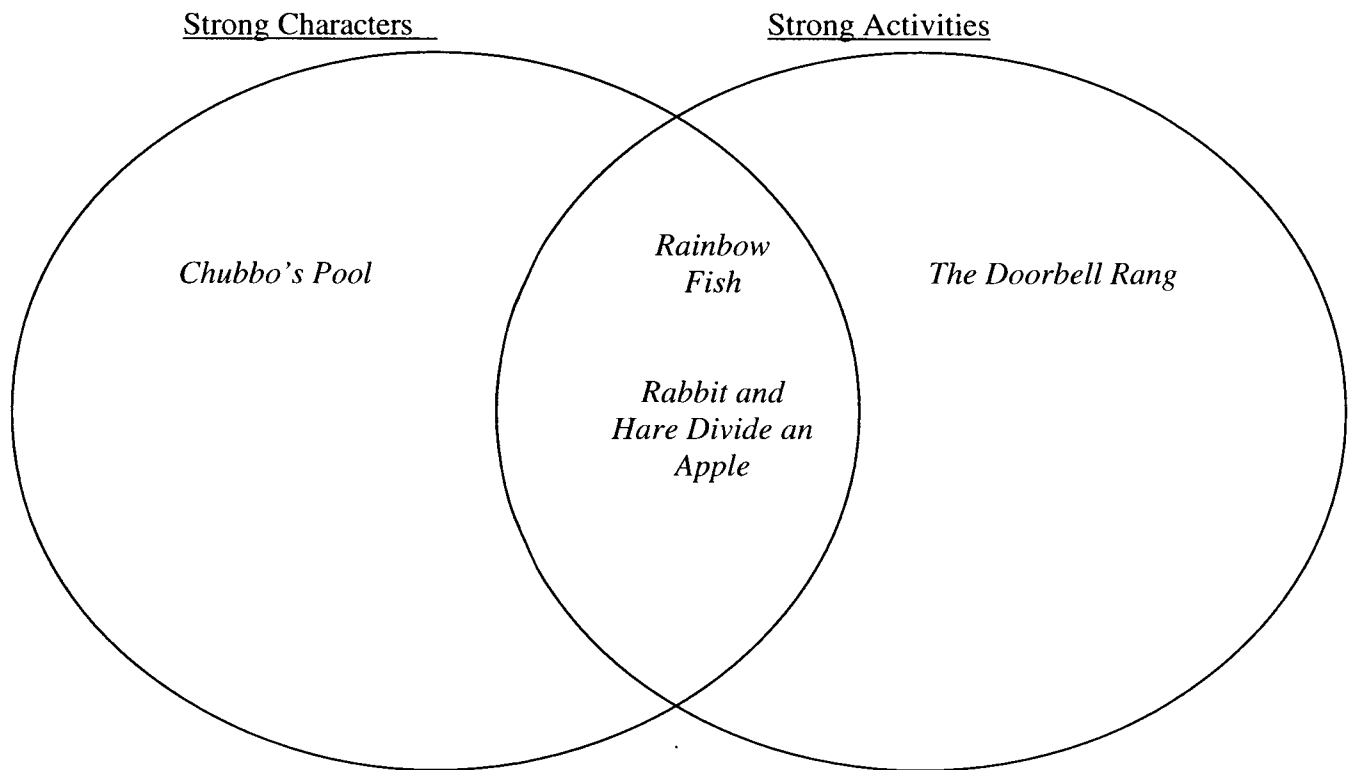 Strong Characters
Strong Activities
Chubbo's Pool
Rainbow
Fish
The Doorbell Rang
Rabbit and
Hare Divide an
Apple